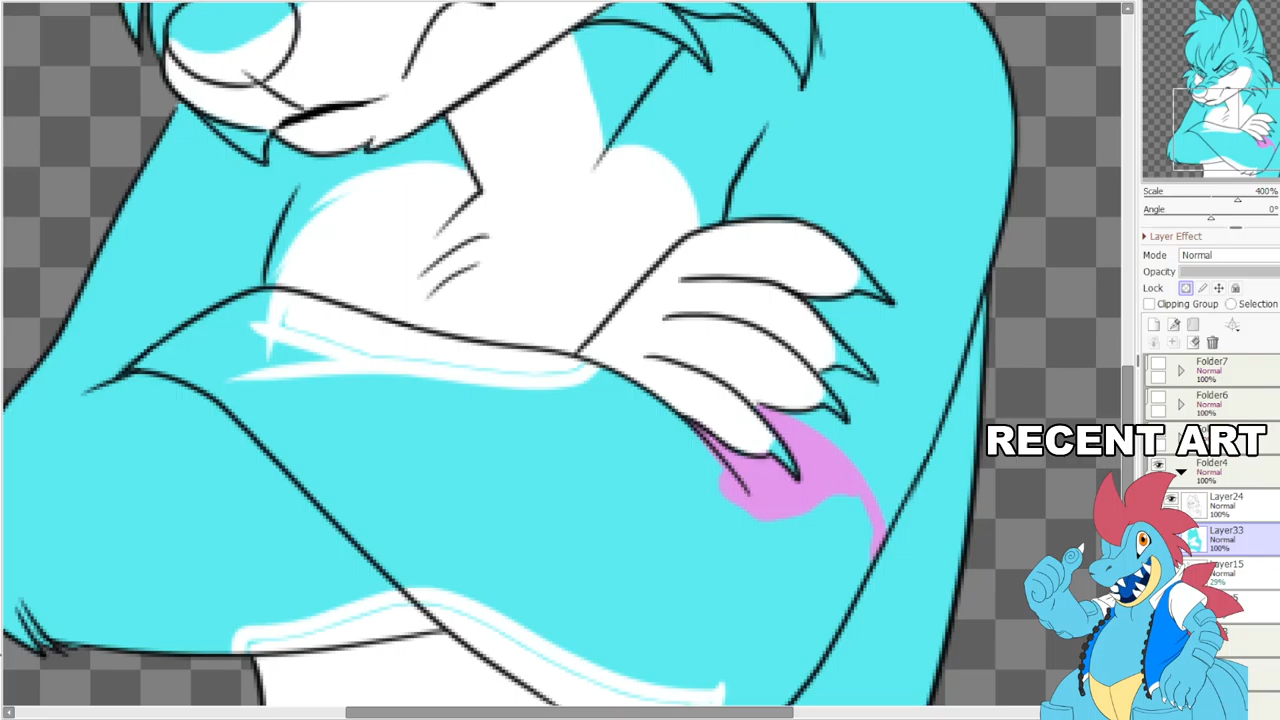 Scale 400%
Angle 0°
Layer Effect
Mode Normal
Opacity
Lock
Clipping Group Selection
Folder7
Normal
100%
Folder6
Normal
100%
RECENT ART
Folder4
Normal
100%
Layer24
Normal
100%
Layer33
Normal
100%
Layer15
Normal
29%